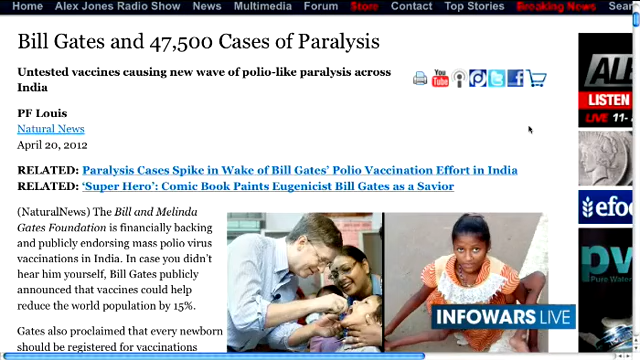 Home Alex Jones Radio Show News Multimedia Forum Store Contact Top Stories Breaking News
Bill Gates and 47,500 Cases of Paralysis
Untested vaccines causing new wave of polio-like paralysis across
India
You
Tube
PF Louis
Natural News
April 20, 2012
LISTEN
LIVE 11-
RELATED: Paralysis Cases Spike in Wake of Bill Gates’ Polio Vaccination Effort in India
RELATED: ‘Super Hero’: Comic Book Paints Eugenicist Bill Gates as a Savior
(NaturalNews) The Bill and Melinda
Gates Foundation is financially backing
and publicly endorsing mass polio virus
vaccinations in India. In case you didn’t
hear him yourself, Bill Gates publicly
announced that vaccines could help
reduce the world population by 15%.
Gates also proclaimed that every newborn
should be registered for vaccinations
INFOWARS LIVE